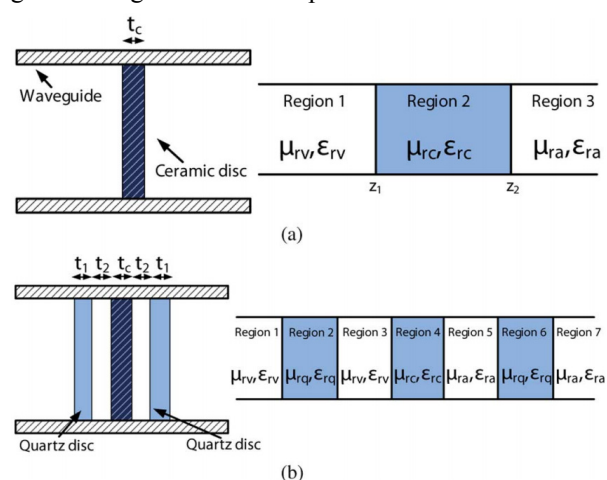 t_c
Waveguide
Ceramic disc
Region 1 Region 2 Region 3
μ_rv,ε_rv μ_rc,ε_rc μ_ra,ε_ra
z_1 z_2
(a)
t_1 t_2 t_c t_2 t_1
Region 1 Region 2 Region 3 Region 4 Region 5 Region 6 Region 7
μ_rv,ε_rv μ_rq,ε_rq μ_rv,ε_rv μ_rc,ε_rc μ_ra,ε_ra μ_rq,ε_rq μ_ra,ε_ra
Quartz disc Quartz disc
(b)